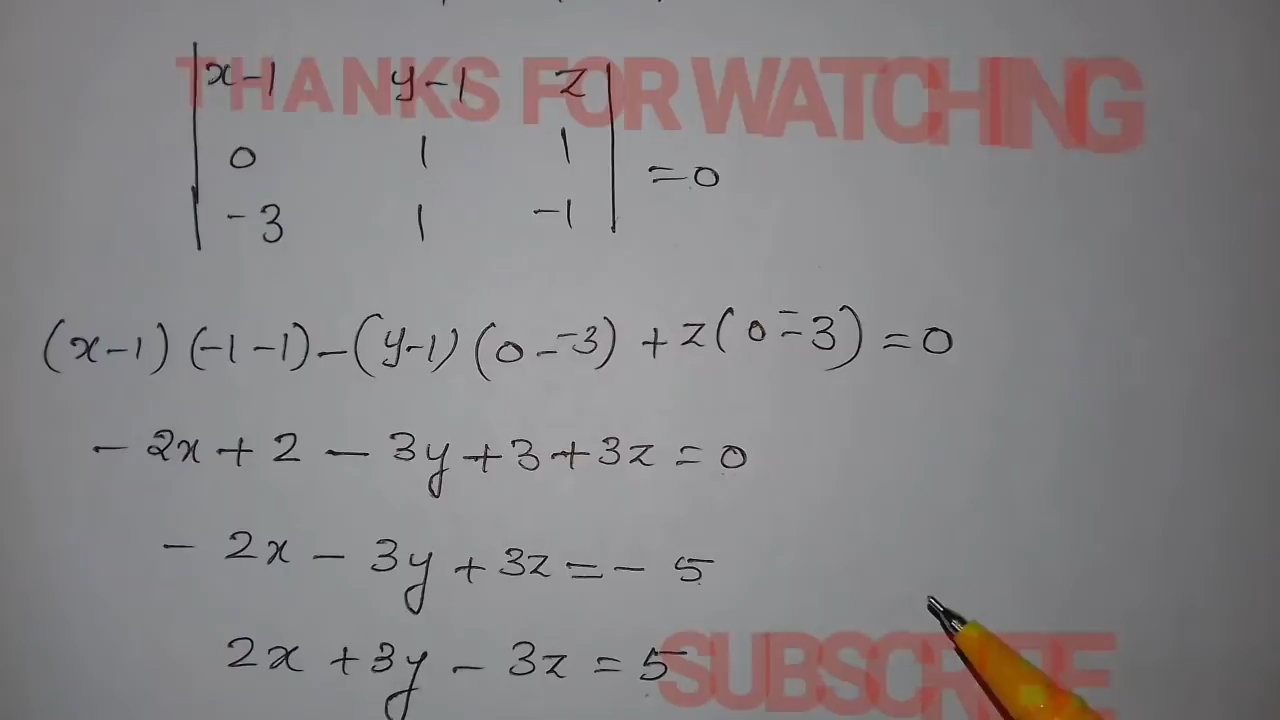 THANKS FOR WATCHING
| x-1 y-1 z |
| 0 1 1 | =0
| -3 1 -1 |
(x-1) (-1-1) - (y-1) (0 - -3) + z (0 - -3) = 0
- 2x + 2 - 3y + 3 + 3z = 0
- 2x - 3y + 3z = - 5
2x + 3y - 3z = 5
SUBSCRIBE